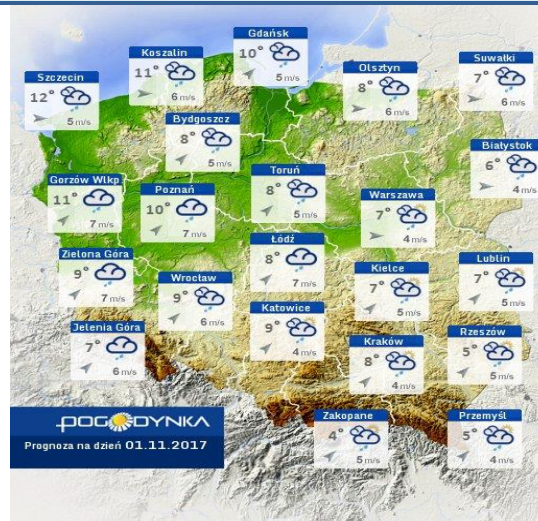 Gdańsk
10°
5 m/s
Koszalin
11°
6 m/s
Szczecin
12°
5 m/s
Olsztyn
8°
6 m/s
Suwałki
7°
6 m/s
Bydgoszcz
8°
5 m/s
Białystok
6°
4 m/s
Gorzów Wlkp
11°
7 m/s
Poznań
10°
7 m/s
Toruń
8°
5 m/s
Warszawa
7°
4 m/s
Zielona Góra
9°
7 m/s
Wrocław
9°
6 m/s
Łódź
8°
7 m/s
Kielce
7°
5 m/s
Lublin
7°
5 m/s
Jelenia Góra
7°
6 m/s
Katowice
9°
4 m/s
Kraków
8°
4 m/s
Rzeszów
5°
5 m/s
Zakopane
4°
5 m/s
Przemyśl
5°
4 m/s
POGODYNKA
Prognoza na dzień 01.11.2017